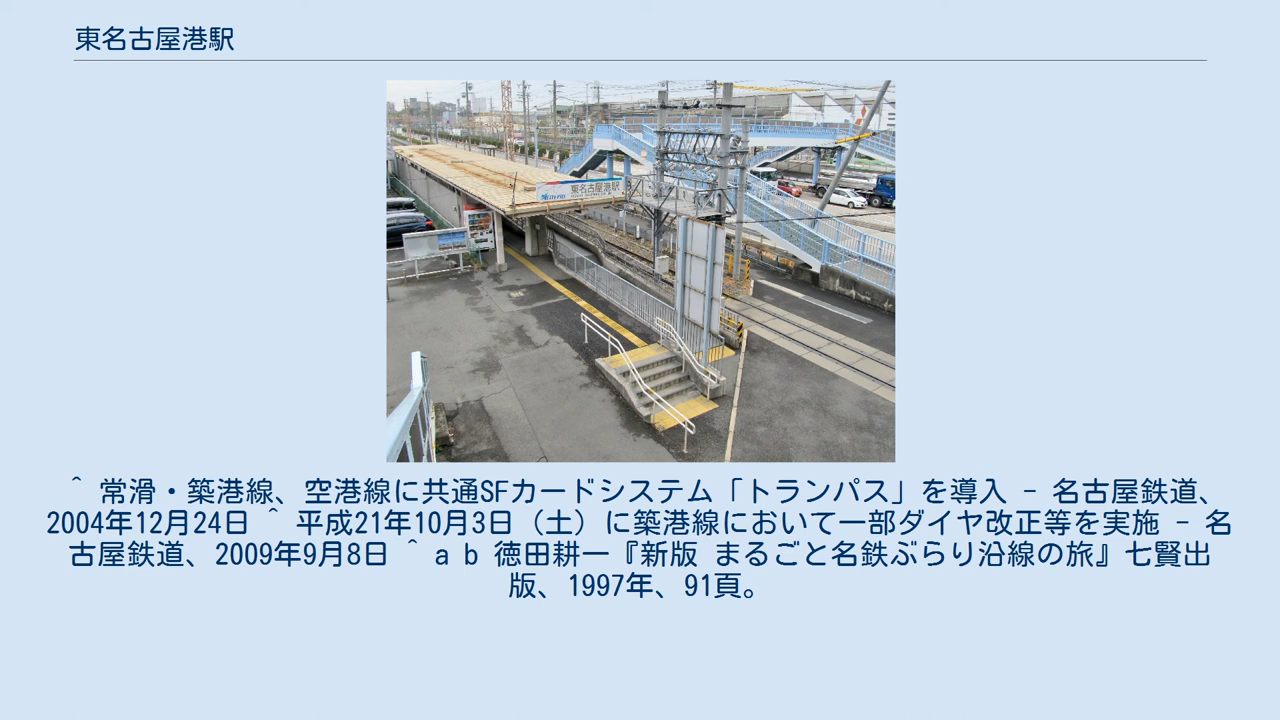 東名古屋港駅
東名古屋港駅
^ 常滑・築港線、空港線に共通SFカードシステム「トランパス」を導入 - 名古屋鉄道、
2004年12月24日 ^ 平成21年10月3日（土）に築港線において一部ダイヤ改正等を実施 - 名
古屋鉄道、2009年9月8日 ^ a b 徳田耕一『新版 まるごと名鉄ぶらり沿線の旅』七賢出
版、1997年、91頁。